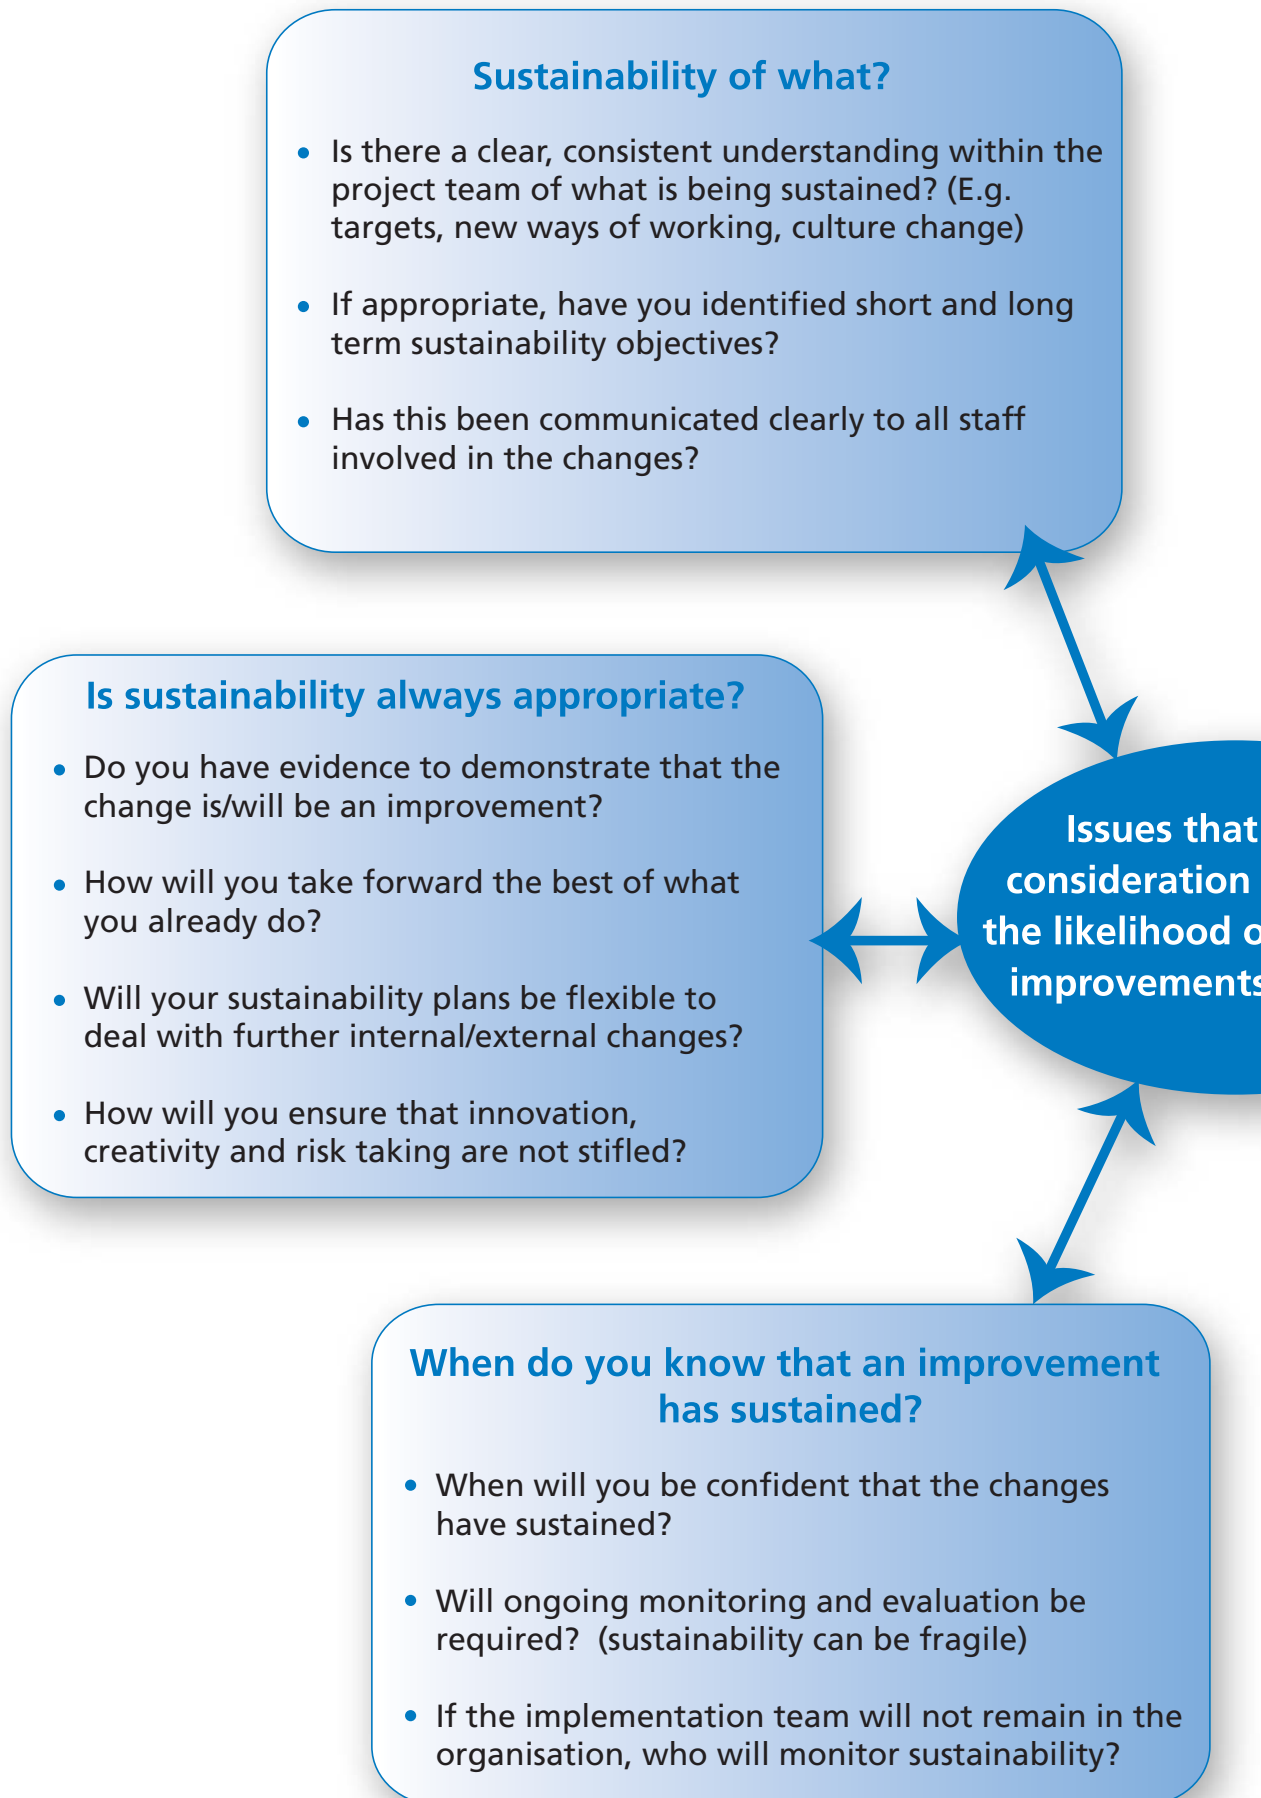 Sustainability of what?
• Is there a clear, consistent understanding within the
project team of what is being sustained? (E.g.
targets, new ways of working, culture change)
• If appropriate, have you identified short and long
term sustainability objectives?
• Has this been communicated clearly to all staff
involved in the changes?
Is sustainability always appropriate?
• Do you have evidence to demonstrate that the
change is/will be an improvement?
• How will you take forward the best of what
you already do?
• Will your sustainability plans be flexible to
deal with further internal/external changes?
• How will you ensure that innovation,
creativity and risk taking are not stifled?
Issues that
consideration
the likelihood
improvements
When do you know that an improvement
has sustained?
• When will you be confident that the changes
have sustained?
• Will ongoing monitoring and evaluation be
required? (sustainability can be fragile)
• If the implementation team will not remain in the
organisation, who will monitor sustainability?